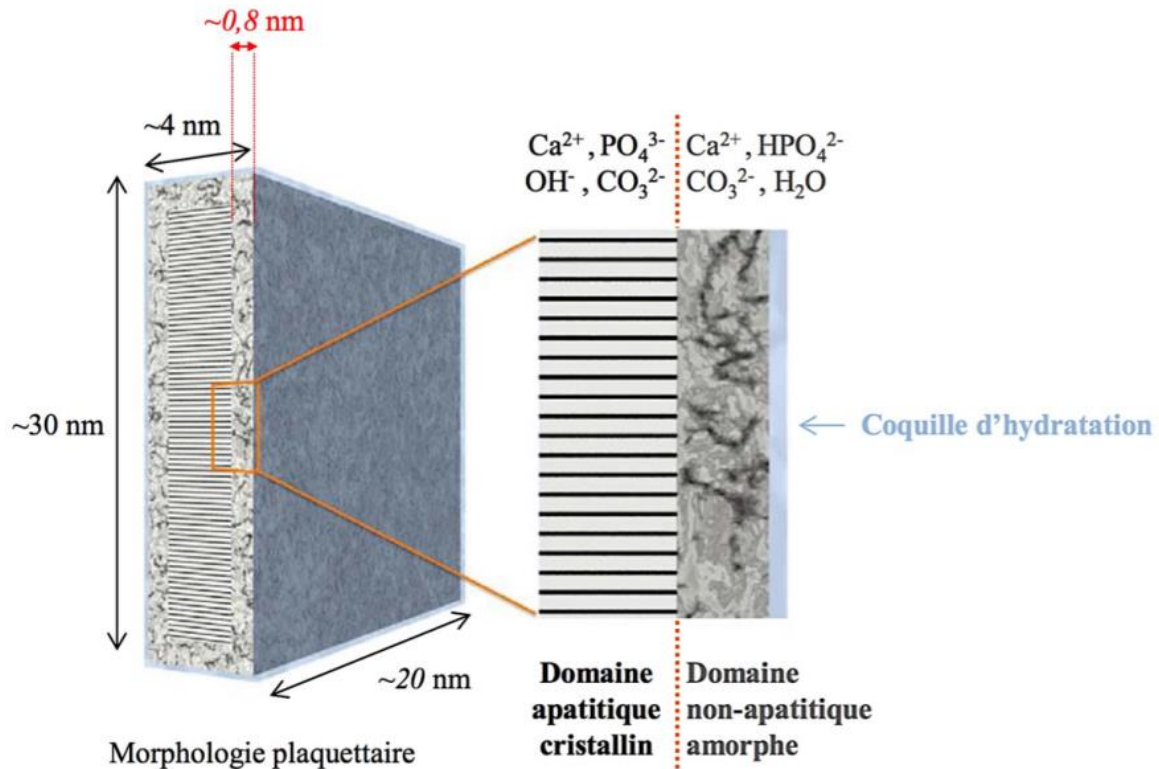 ~0,8 nm
~4 nm
~30 nm
~20 nm
Morphologie plaquettaire
Ca²⁺ , PO₄³⁻
OH⁻ , CO₃²⁻
Ca²⁺ , HPO₄²⁻
CO₃²⁻ , H₂O
Coquille d’hydratation
Domaine
apatitique
cristallin
Domaine
non-apatitique
amorphe